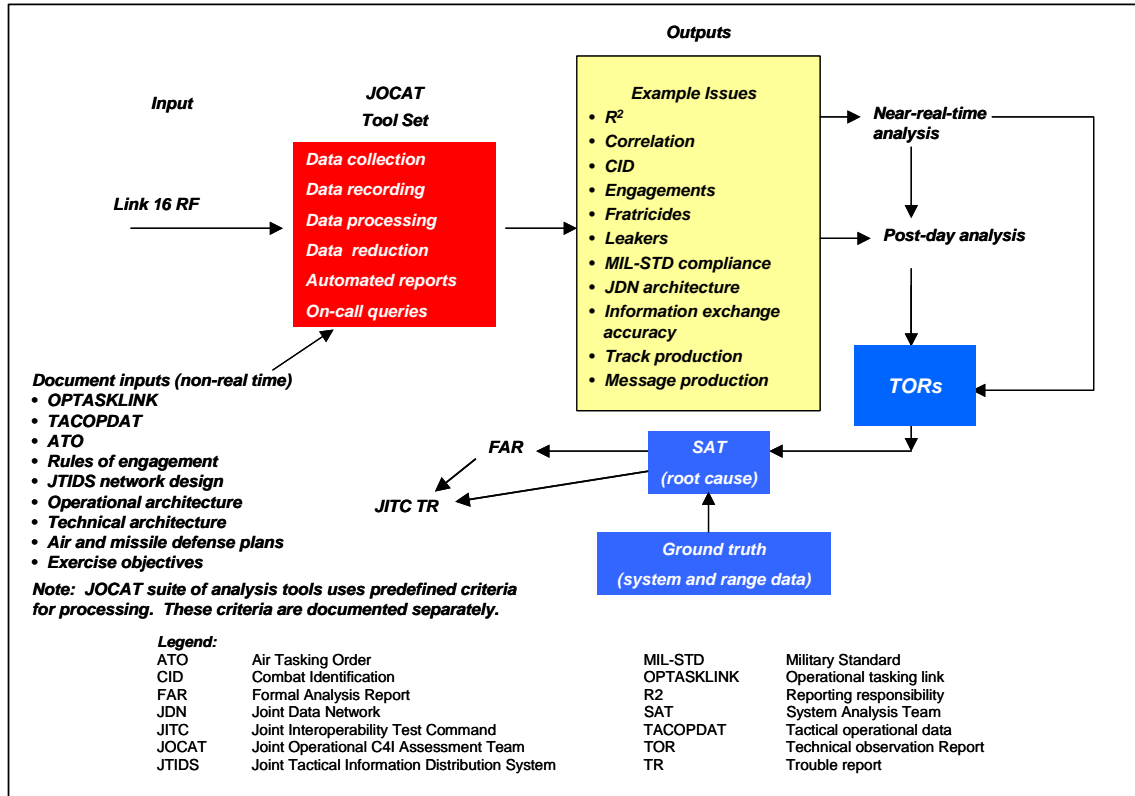 Outputs
Input
JOCAT
Tool Set
Link 16 RF
Data collection
Data recording
Data processing
Data reduction
Automated reports
On-call queries
Example Issues
• R²
• Correlation
• CID
• Engagements
• Fratricides
• Leakers
• MIL-STD compliance
• JDN architecture
• Information exchange
accuracy
• Track production
• Message production
Near-real-time
analysis
Post-day analysis
TORs
Document inputs (non-real time)
• OPTASKLINK
• TACOPDAT
• ATO
• Rules of engagement
• JTIDS network design
• Operational architecture
• Technical architecture
• Air and missile defense plans
• Exercise objectives
FAR
JITC TR
SAT
(root cause)
Ground truth
(system and range data)
Note: JOCAT suite of analysis tools uses predefined criteria
for processing. These criteria are documented separately.
Legend:
ATO Air Tasking Order
CID Combat Identification
FAR Formal Analysis Report
JDN Joint Data Network
JITC Joint Interoperability Test Command
JOCAT Joint Operational C4I Assessment Team
JTIDS Joint Tactical Information Distribution System
MIL-STD Military Standard
OPTASKLINK Operational tasking link
R2 Reporting responsibility
SAT System Analysis Team
TACOPDAT Tactical operational data
TOR Technical observation Report
TR Trouble report